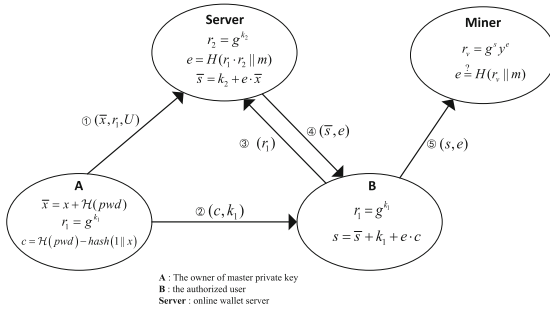 Server
r₂ = g^{k₂}
e = H(r₁ · r₂ || m)
s̅ = k₂ + e · x̅
Miner
r_v = g^s y^e
e ≟ H(r_v || m)
① (x̅, r₁, U)
③ (r₁)
④ (s̅, e)
⑤ (s, e)
A
x̅ = x + ℋ(pwd)
r₁ = g^{k₁}
c = ℋ(pwd) − hash(1 || x)
② (c, k₁)
B
r₁ = g^{k₁}
s = s̅ + k₁ + e · c
A : The owner of master private key
B : the authorized user
Server : online wallet server